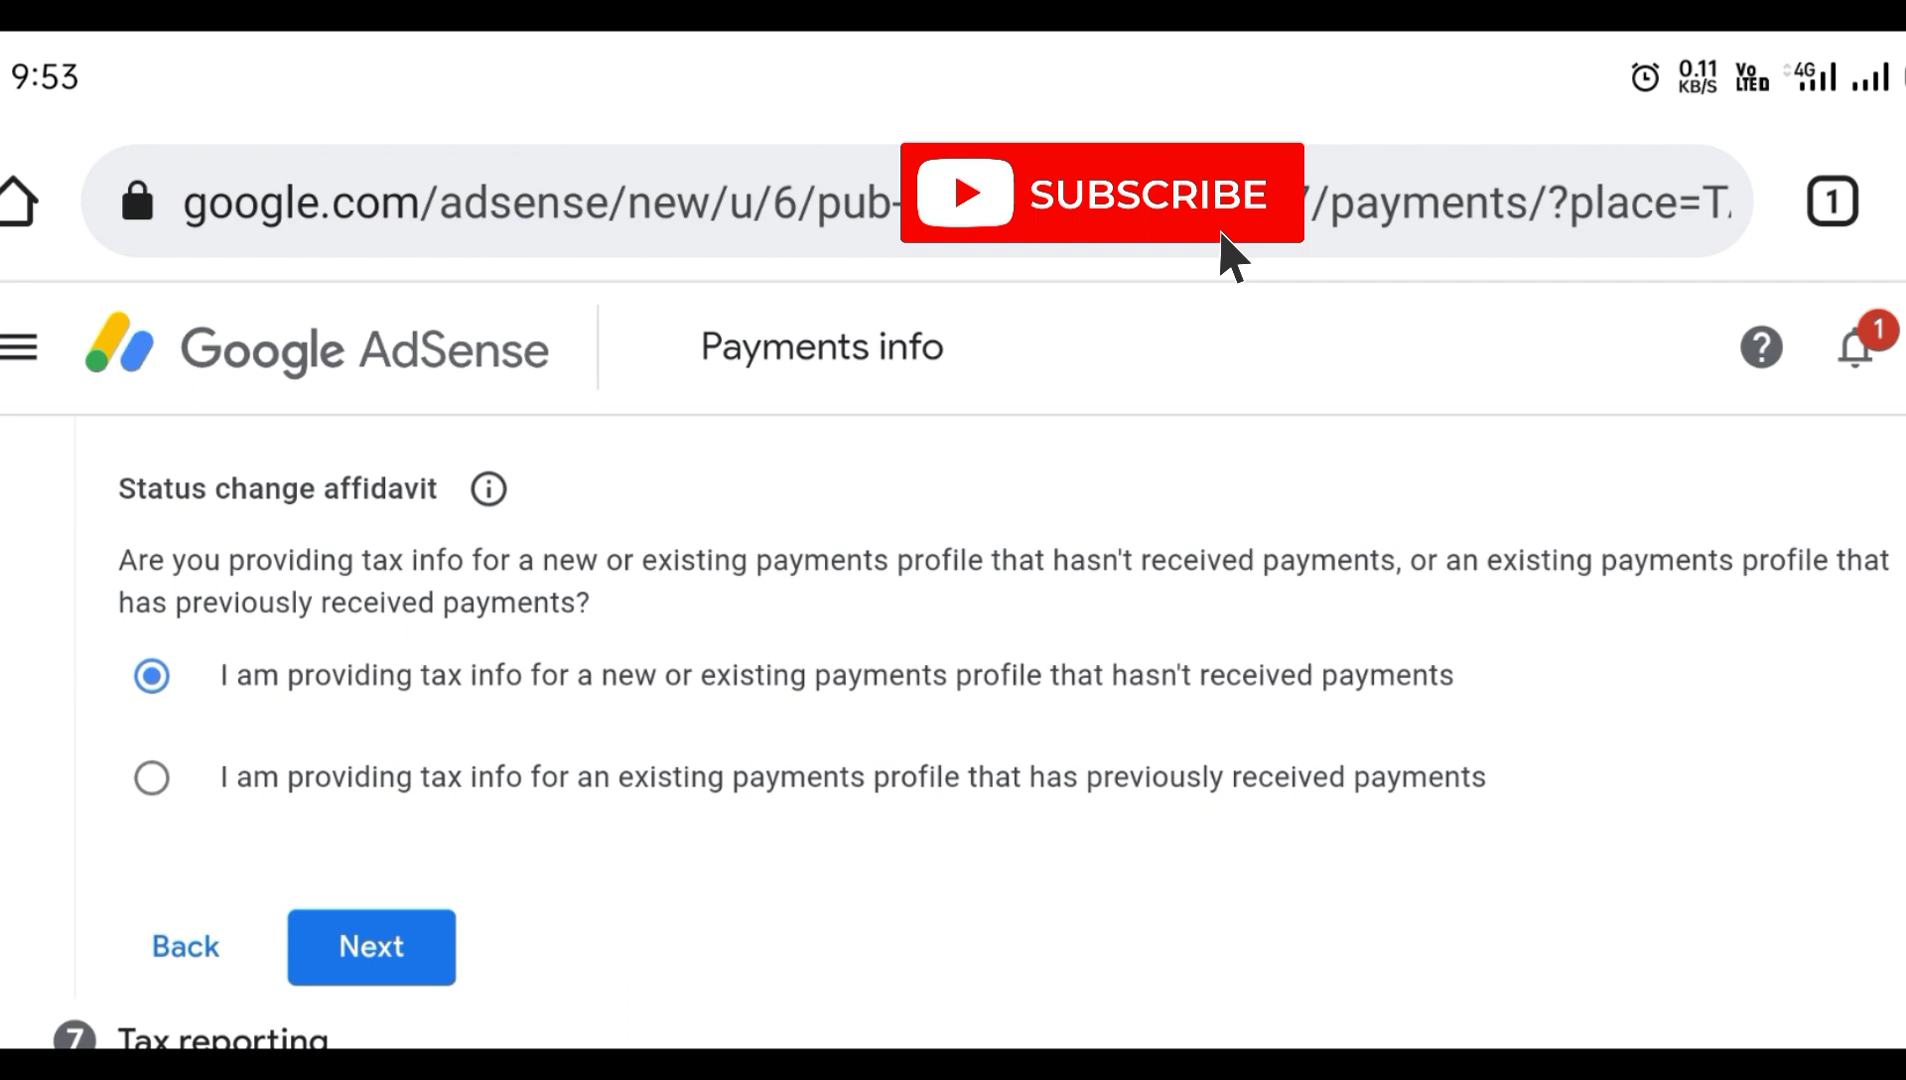 9:53
0.11
KB/S
Vo
LTED
4G
google.com/adsense/new/u/6/pub-
SUBSCRIBE
7/payments/?place=T
1
Google AdSense
Payments info
?
1
Status change affidavit
Are you providing tax info for a new or existing payments profile that hasn't received payments, or an existing payments profile that
has previously received payments?
I am providing tax info for a new or existing payments profile that hasn't received payments
I am providing tax info for an existing payments profile that has previously received payments
Back
Next
7 Tax reporting